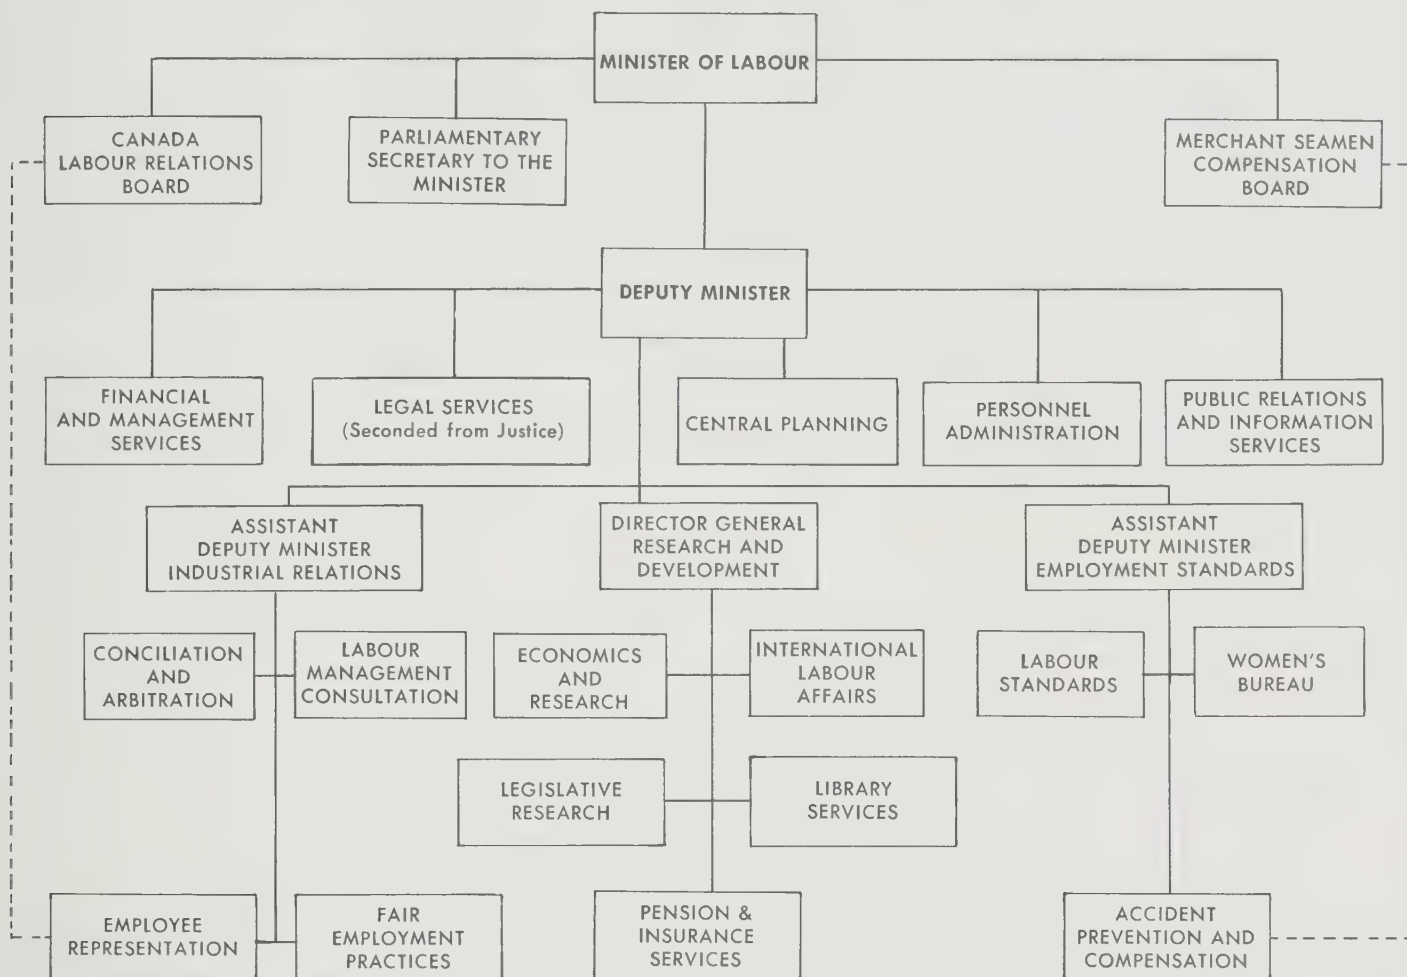 MINISTER OF LABOUR
CANADA
LABOUR RELATIONS
BOARD
PARLIAMENTARY
SECRETARY TO THE
MINISTER
MERCHANT SEAMEN
COMPENSATION
BOARD
DEPUTY MINISTER
FINANCIAL
AND MANAGEMENT
SERVICES
LEGAL SERVICES
(Seconded from Justice)
CENTRAL PLANNING
PERSONNEL
ADMINISTRATION
PUBLIC RELATIONS
AND INFORMATION
SERVICES
ASSISTANT
DEPUTY MINISTER
INDUSTRIAL RELATIONS
DIRECTOR GENERAL
RESEARCH AND
DEVELOPMENT
ASSISTANT
DEPUTY MINISTER
EMPLOYMENT STANDARDS
CONCILIATION
AND
ARBITRATION
LABOUR
MANAGEMENT
CONSULTATION
ECONOMICS
AND
RESEARCH
INTERNATIONAL
LABOUR
AFFAIRS
LABOUR
STANDARDS
WOMEN'S
BUREAU
LEGISLATIVE
RESEARCH
LIBRARY
SERVICES
EMPLOYEE
REPRESENTATION
FAIR
EMPLOYMENT
PRACTICES
PENSION &
INSURANCE
SERVICES
ACCIDENT
PREVENTION AND
COMPENSATION